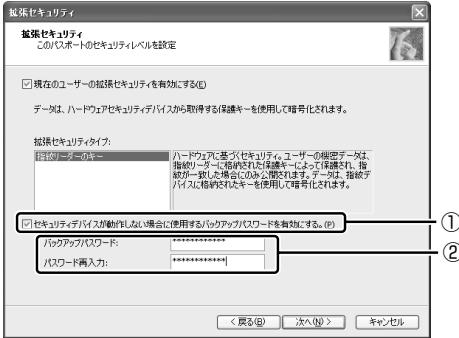 拡張セキュリティ
拡張セキュリティ
このパスポートのセキュリティレベルを設定
現在のユーザーの拡張セキュリティを有効にする(E)
データは、ハードウェアセキュリティデバイスから取得する保護キーを使用して暗号化されます。
拡張セキュリティタイプ:
指紋リーダーのキー
ハードウェアに基づくセキュリティ。ユーザーの機密データは、
指紋リーダーに格納された保護キーによって保護され、指
紋が一致した場合にのみ公開されます。データは、指紋デ
バイスに格納されたキーを使用して暗号化されます。
セキュリティデバイスが動作しない場合に使用するバックアップパスワードを有効にする。(P)
①
バックアップパスワード: ************
②
パスワード再入力: ************
< 戻る(B) 次へ(N) > キャンセル